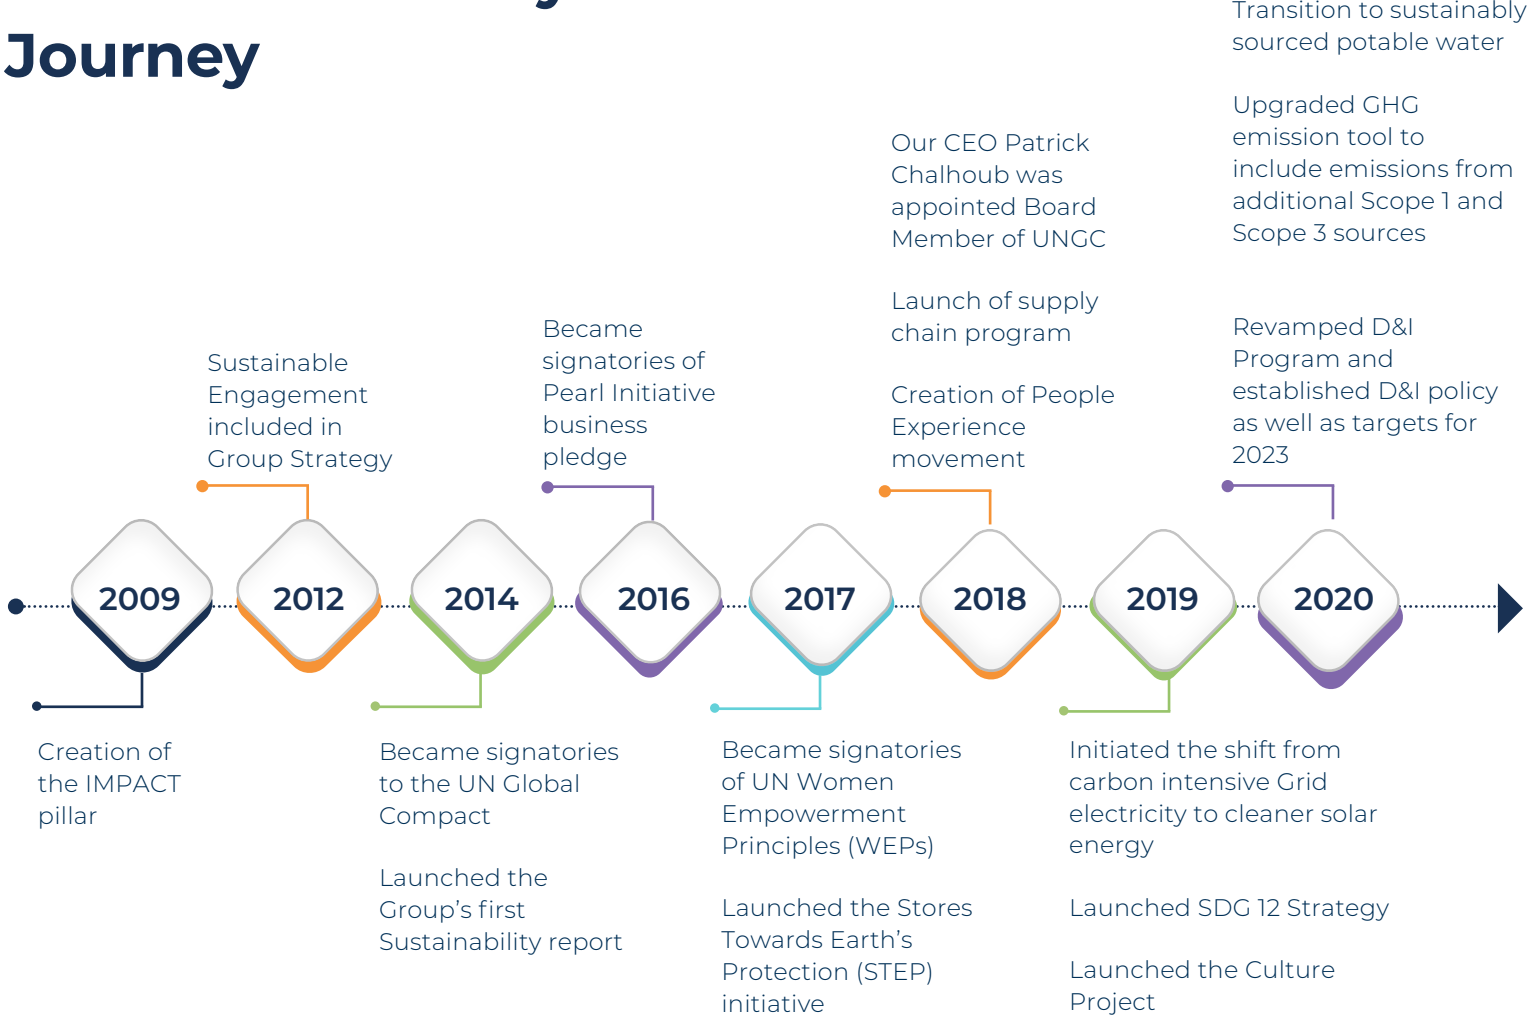 Journey
2009
Creation of
the IMPACT
pillar
Sustainable
Engagement
included in
Group Strategy
2012
2014
Became signatories
to the UN Global
Compact
Launched the
Group’s first
Sustainability report
Became
signatories of
Pearl Initiative
business
pledge
2016
2017
Became signatories
of UN Women
Empowerment
Principles (WEPs)
Launched the Stores
Towards Earth’s
Protection (STEP)
initiative
Our CEO Patrick
Chalhoub was
appointed Board
Member of UNGC
Launch of supply
chain program
Creation of People
Experience
movement
2018
2019
Initiated the shift from
carbon intensive Grid
electricity to cleaner solar
energy
Launched SDG 12 Strategy
Launched the Culture
Project
Transition to sustainably
sourced potable water
Upgraded GHG
emission tool to
include emissions from
additional Scope 1 and
Scope 3 sources
Revamped D&I
Program and
established D&I policy
as well as targets for
2023
2020